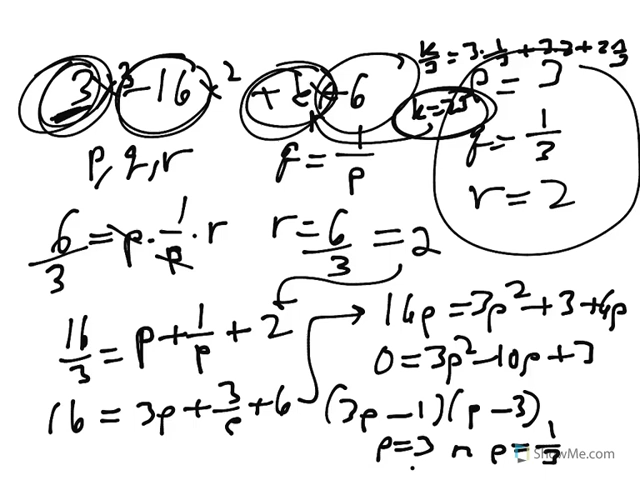 3x³ - 16x² + kx - 6
k/3 = 3·1/3 + 3·2 + 2·1/3
k = 23
p = 3
q = 1/3
r = 2
p, q, r
q = 1/p
6/3 = p · 1/p · r
r = 6/3 = 2
16/3 = p + 1/p + 2
16 = 3p + 3/p + 6
16p = 3p² + 3 + 6p
0 = 3p² - 10p + 3
(3p - 1)(p - 3)
p = 3 n p = 1/3
ShowMe.com